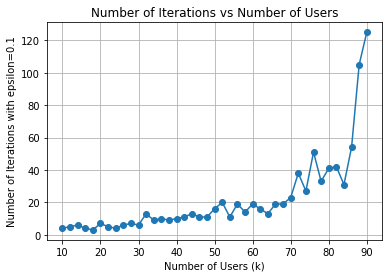 Number of Iterations vs Number of Users
Number of Iterations with epsilon=0.1
120
100
80
60
40
20
0
10 20 30 40 50 60 70 80 90
Number of Users (k)